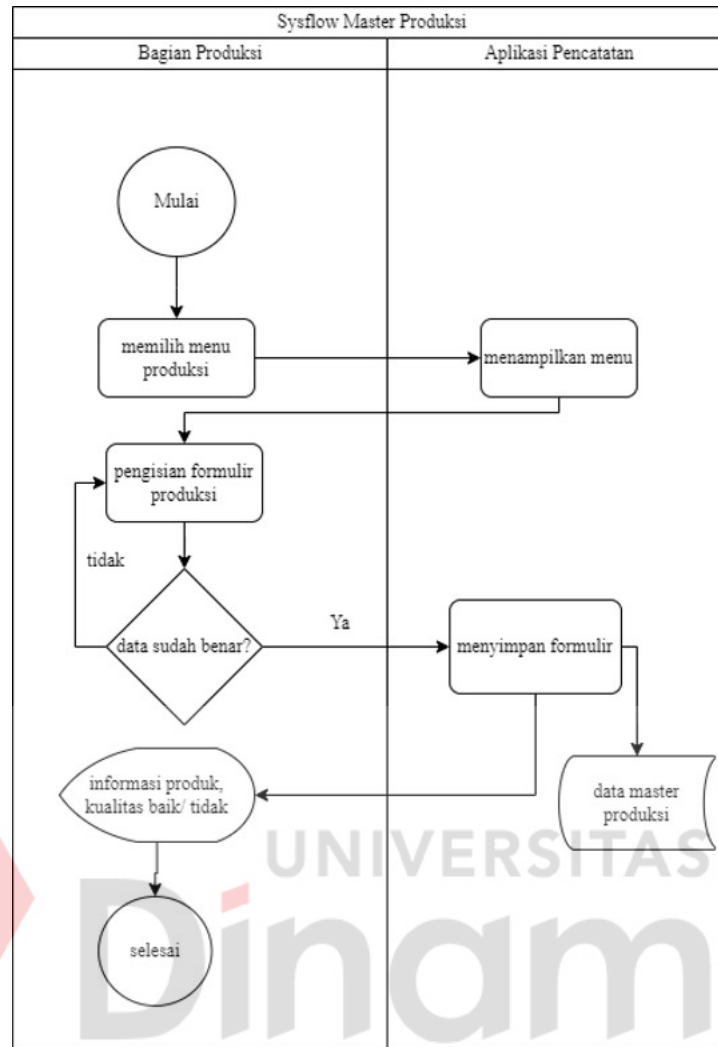 Sysflow Master Produksi
Bagian Produksi
Aplikasi Pencatatan
Mulai
memilih menu
produksi
menampilkan menu
pengisian formulir
produksi
tidak
data sudah benar?
Ya
menyimpan formulir
informasi produk,
kualitas baik/ tidak
data master
produksi
selesai
UNIVERSITAS
Dinam